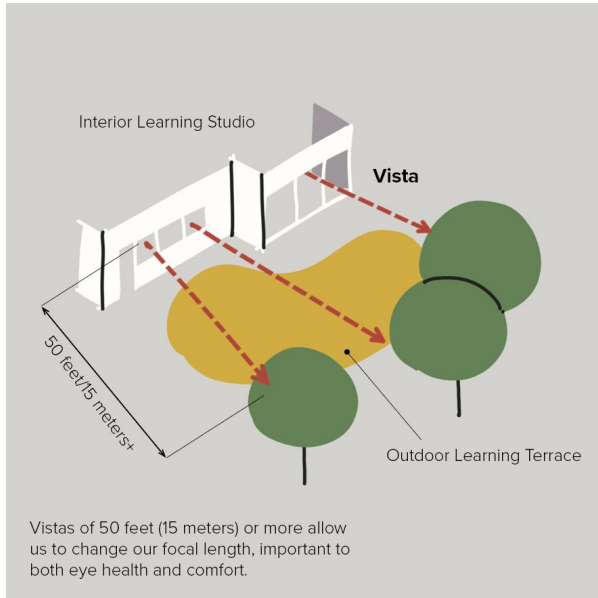 Interior Learning Studio
Vista
50 feet/15 meters+
Outdoor Learning Terrace
Vistas of 50 feet (15 meters) or more allow
us to change our focal length, important to
both eye health and comfort.